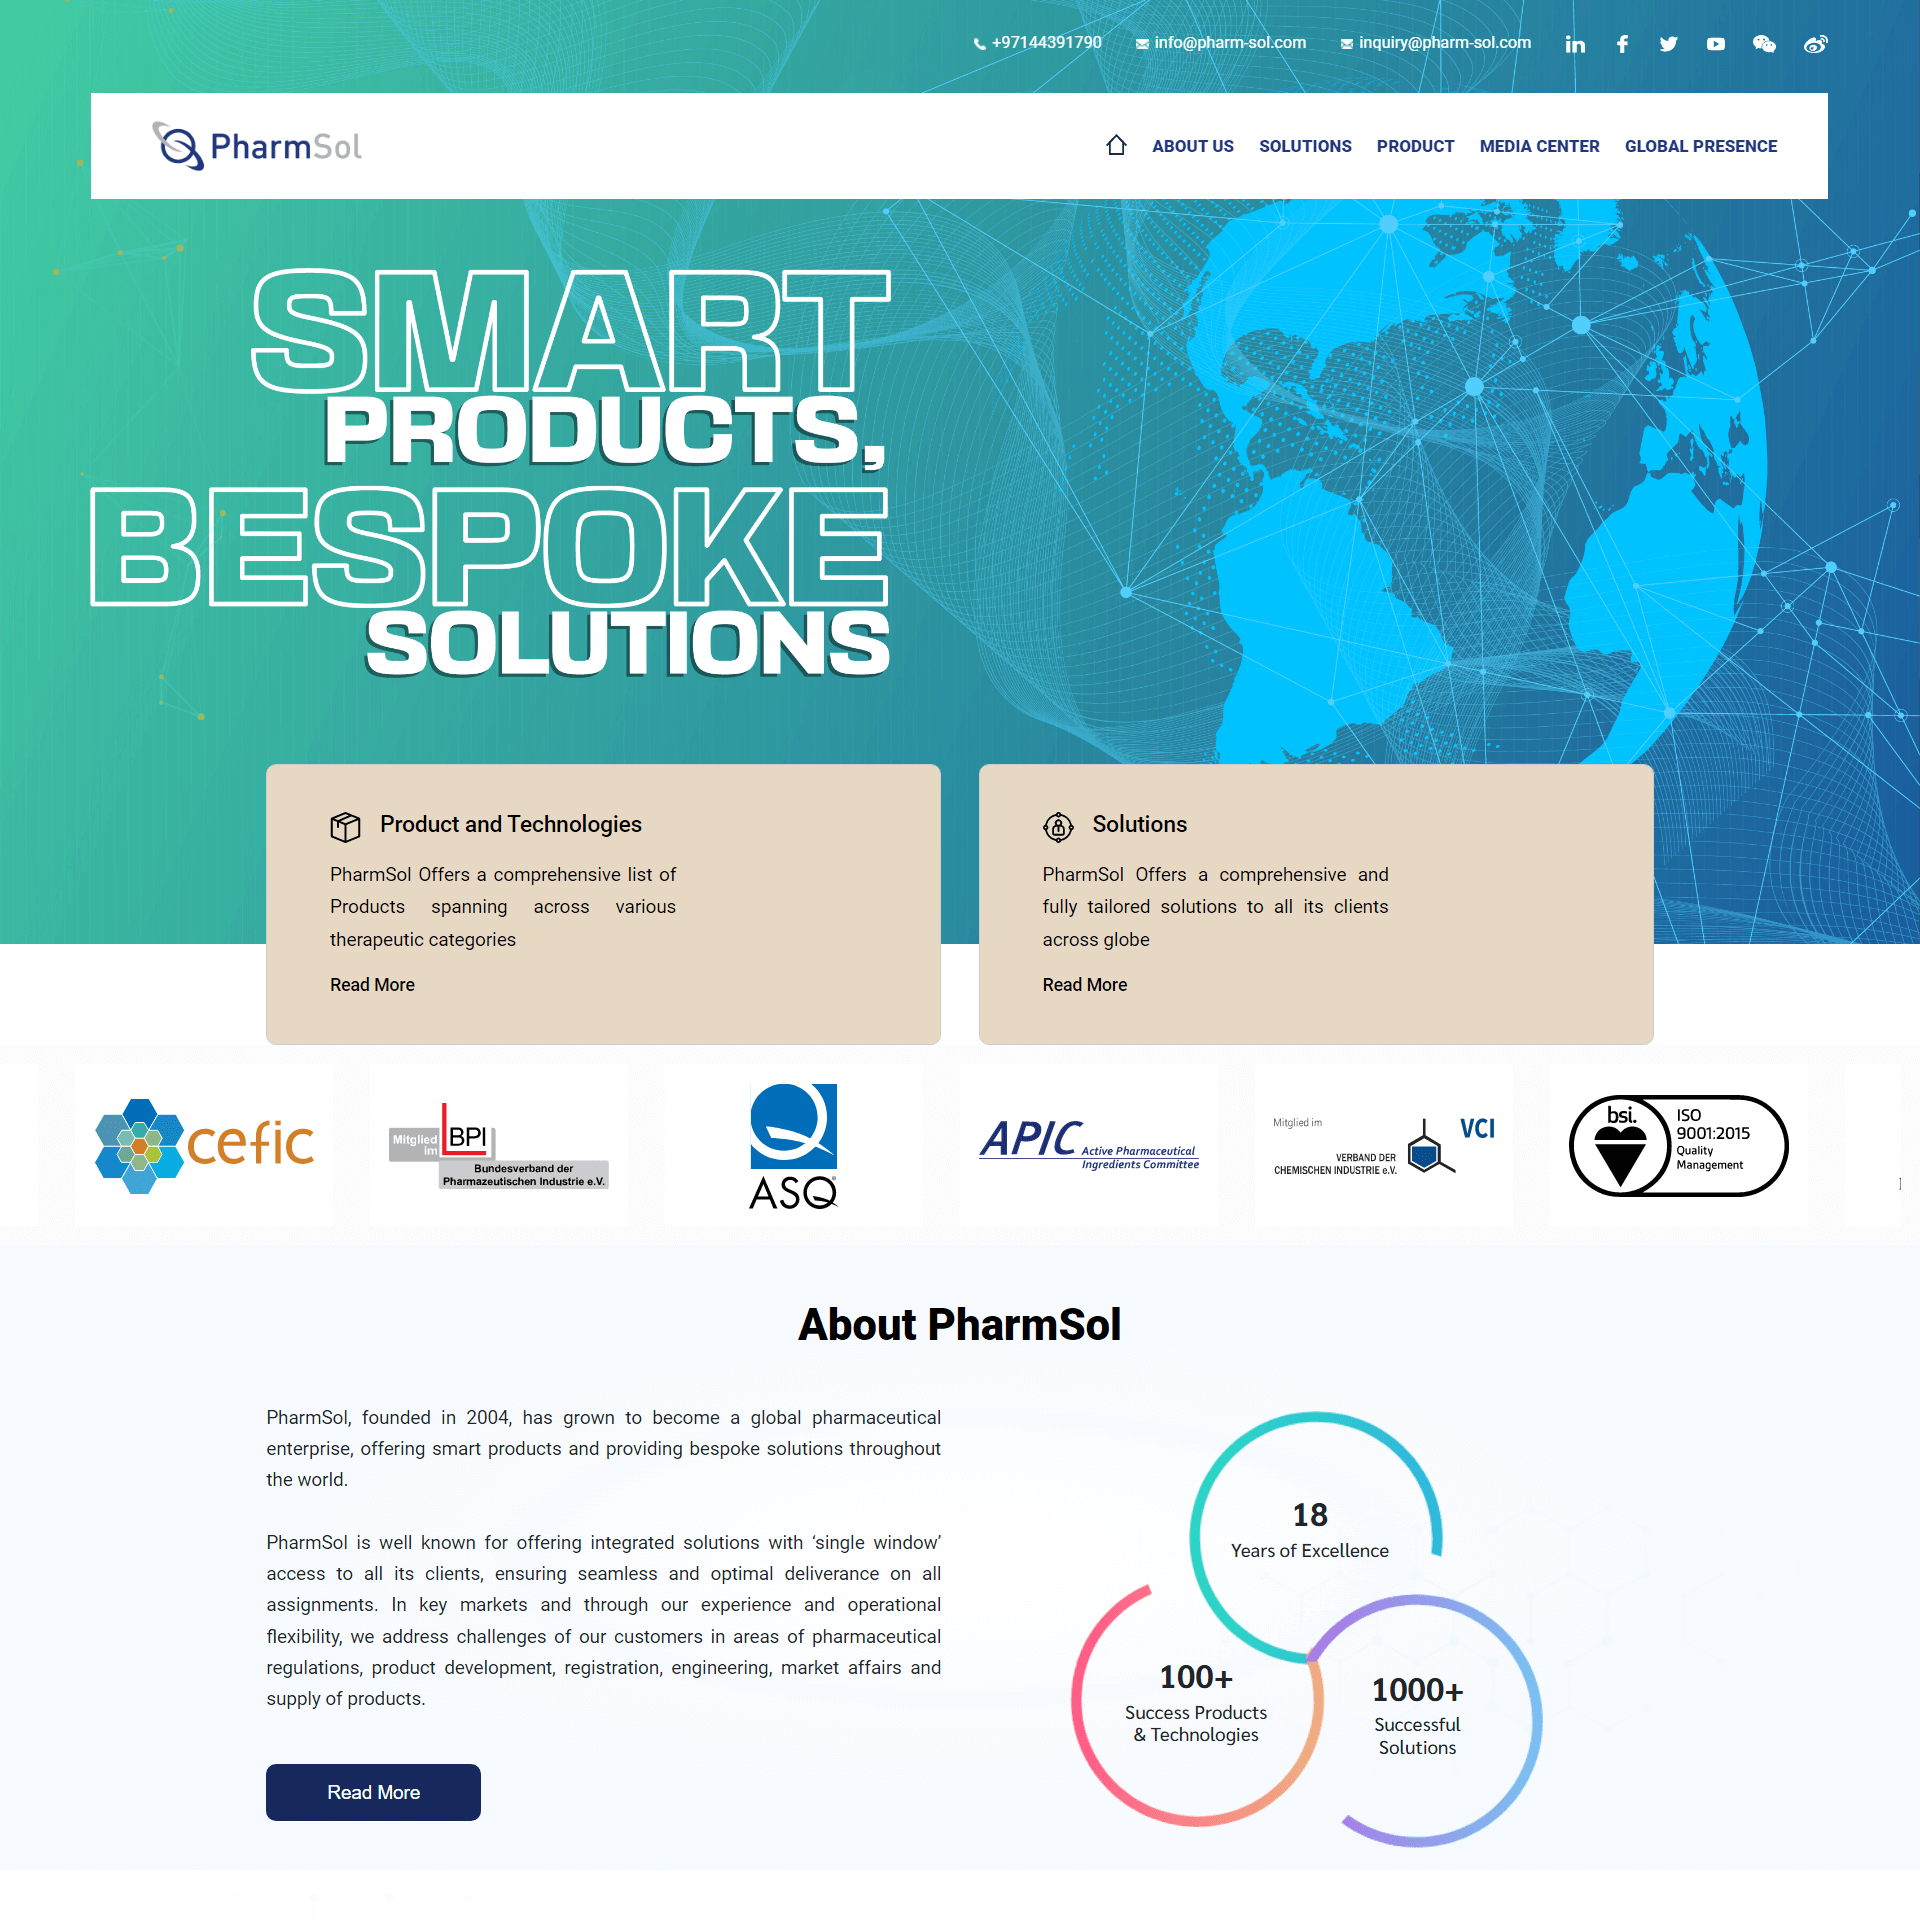 +97144391790 info@pharm-sol.com inquiry@pharm-sol.com
PharmSol
ABOUT US SOLUTIONS PRODUCT MEDIA CENTER GLOBAL PRESENCE
SMART
PRODUCTS,
BESPOKE
SOLUTIONS
Product and Technologies
PharmSol Offers a comprehensive list of
Products spanning across various
therapeutic categories
Read More
Solutions
PharmSol Offers a comprehensive and
fully tailored solutions to all its clients
across globe
Read More
cefic
Mitglied
im
BPI
Bundesverband der
Pharmazeutischen Industrie e.V.
ASQ
APIC
Active Pharmaceutical
Ingredients Committee
Mitglied im
VCI
VERBAND DER
CHEMISCHEN INDUSTRIE e.V.
bsi.
ISO
9001:2015
Quality
Management
About PharmSol
PharmSol, founded in 2004, has grown to become a global pharmaceutical
enterprise, offering smart products and providing bespoke solutions throughout
the world.
PharmSol is well known for offering integrated solutions with ‘single window’
access to all its clients, ensuring seamless and optimal deliverance on all
assignments. In key markets and through our experience and operational
flexibility, we address challenges of our customers in areas of pharmaceutical
regulations, product development, registration, engineering, market affairs and
supply of products.
Read More
18
Years of Excellence
100+
Success Products
& Technologies
1000+
Successful
Solutions